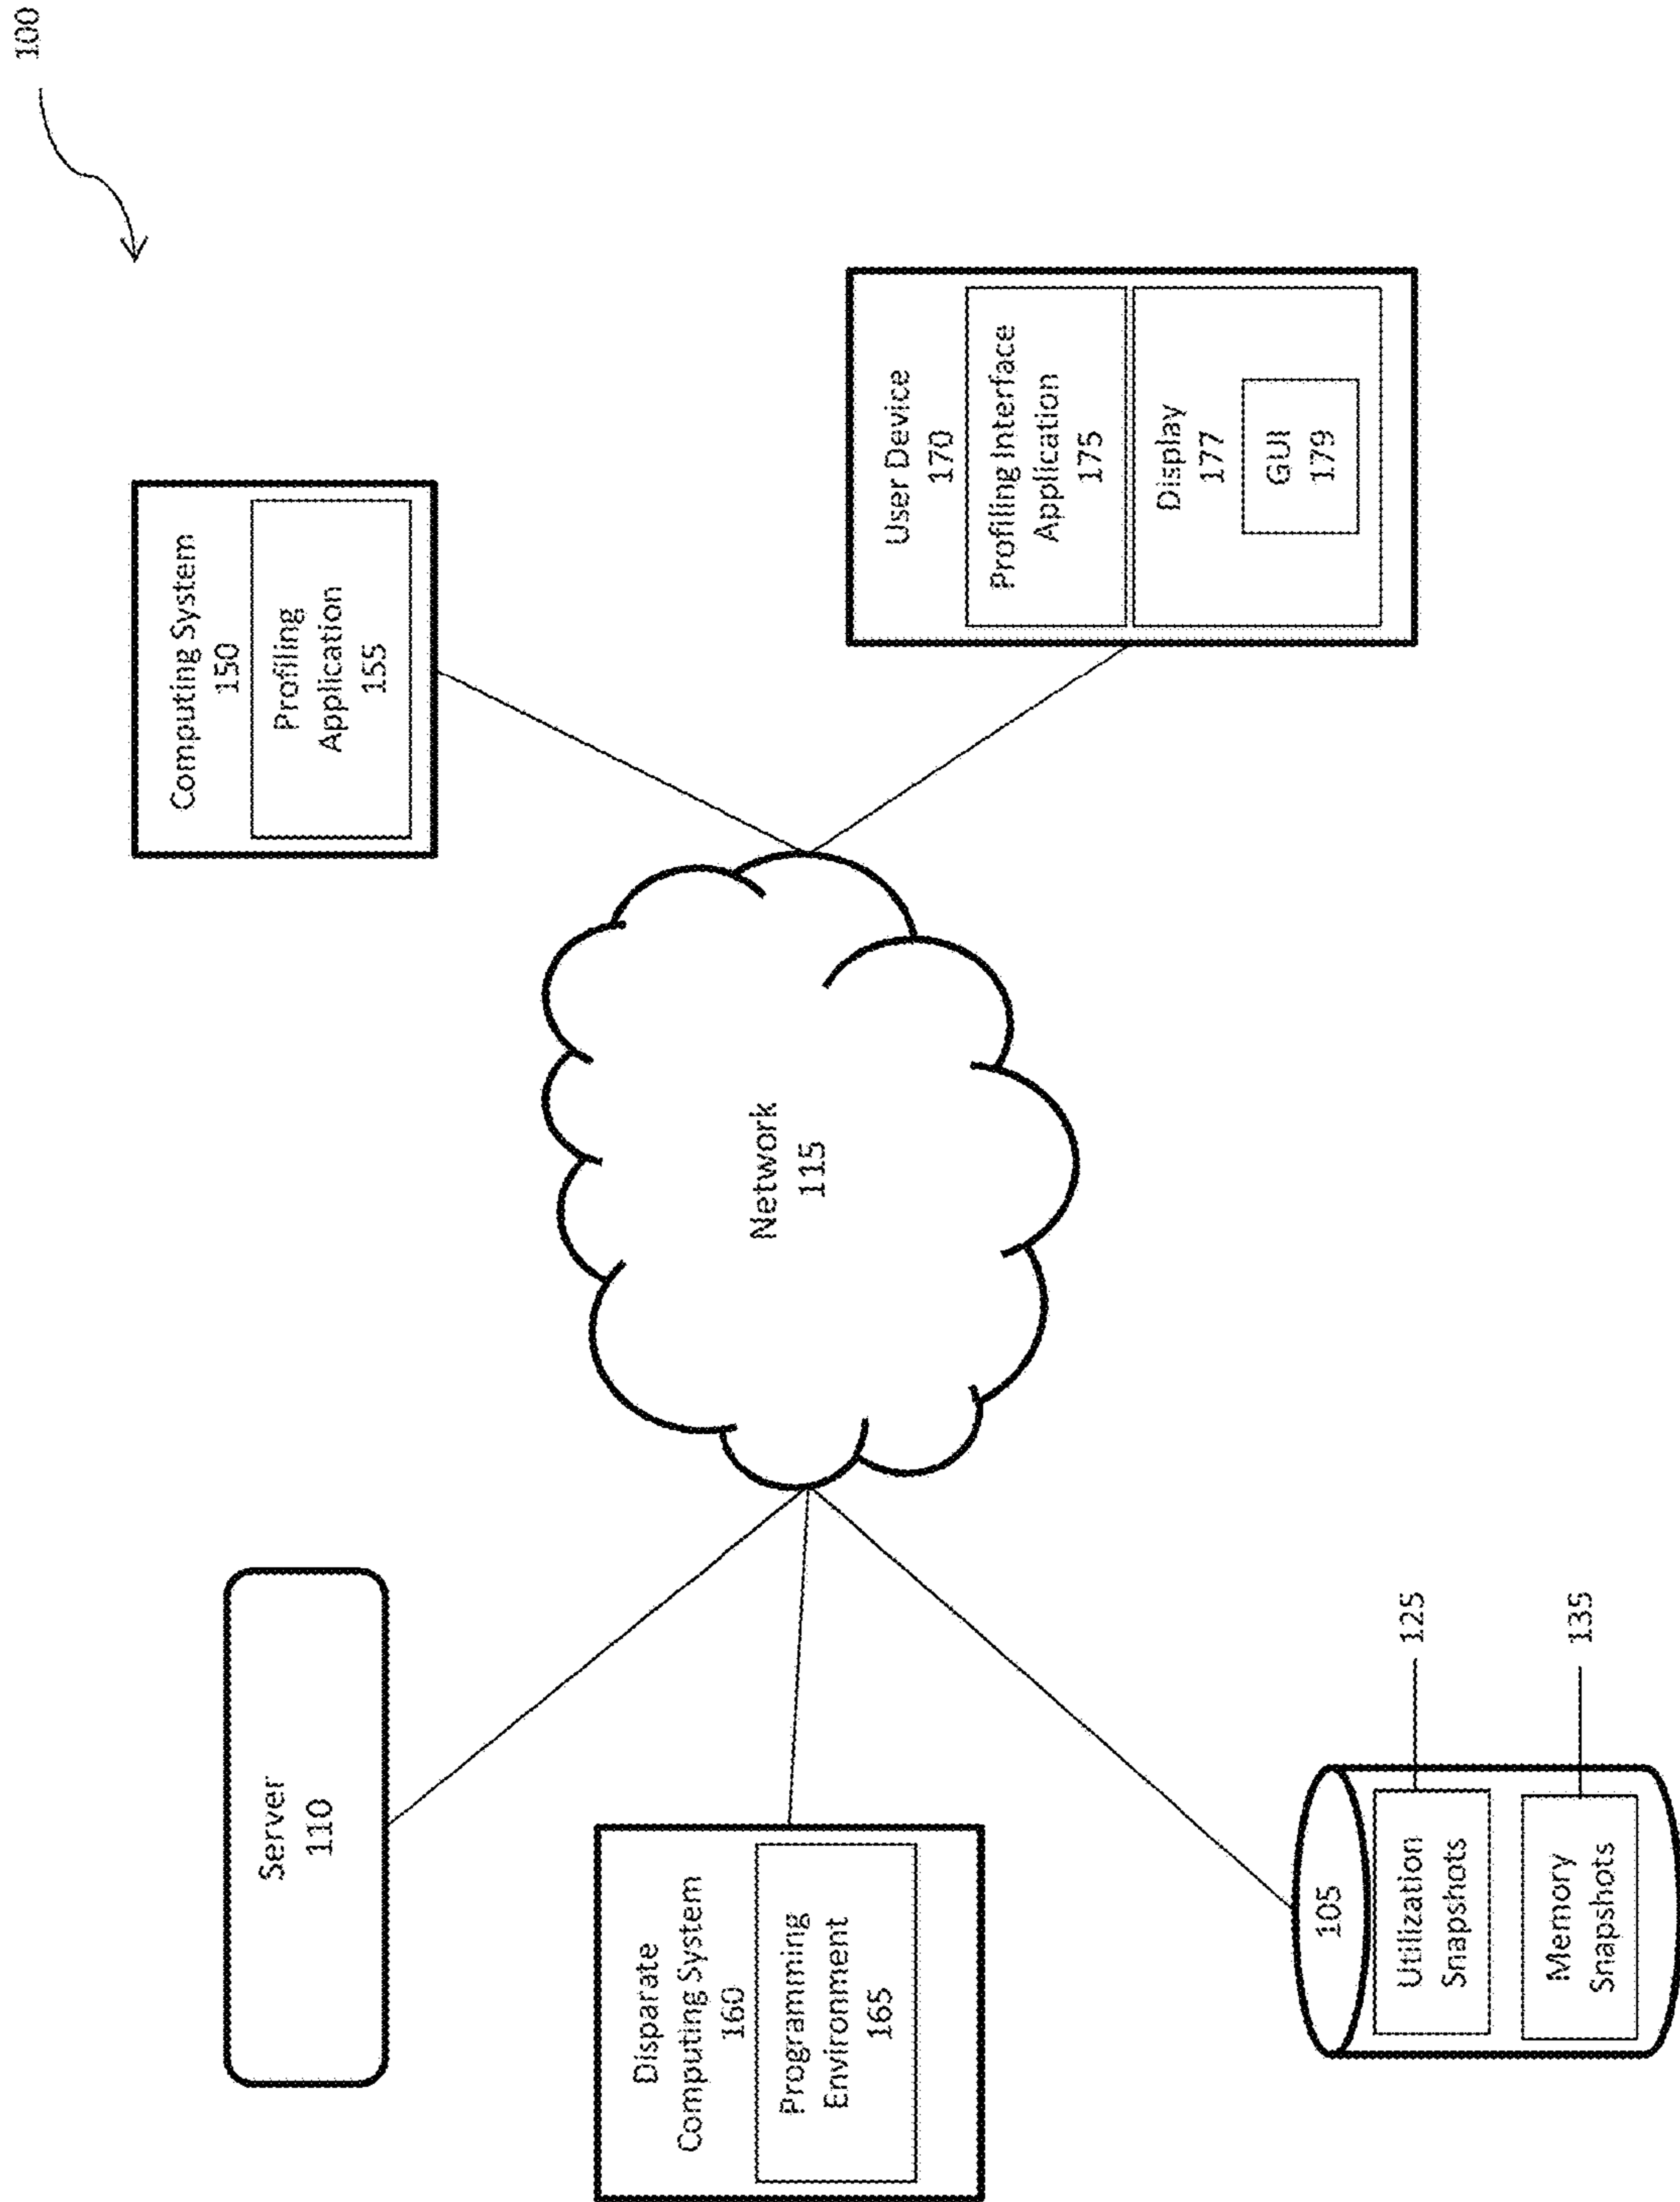 100
Server
110
Disparate
Computing System
160
Programming
Environment
165
105
Utilization
Snapshots
125
Memory
Snapshots
135
Network
115
Computing System
150
Profiling
Application
155
User Device
170
Profiling Interface
Application
175
Display
177
GUI
179